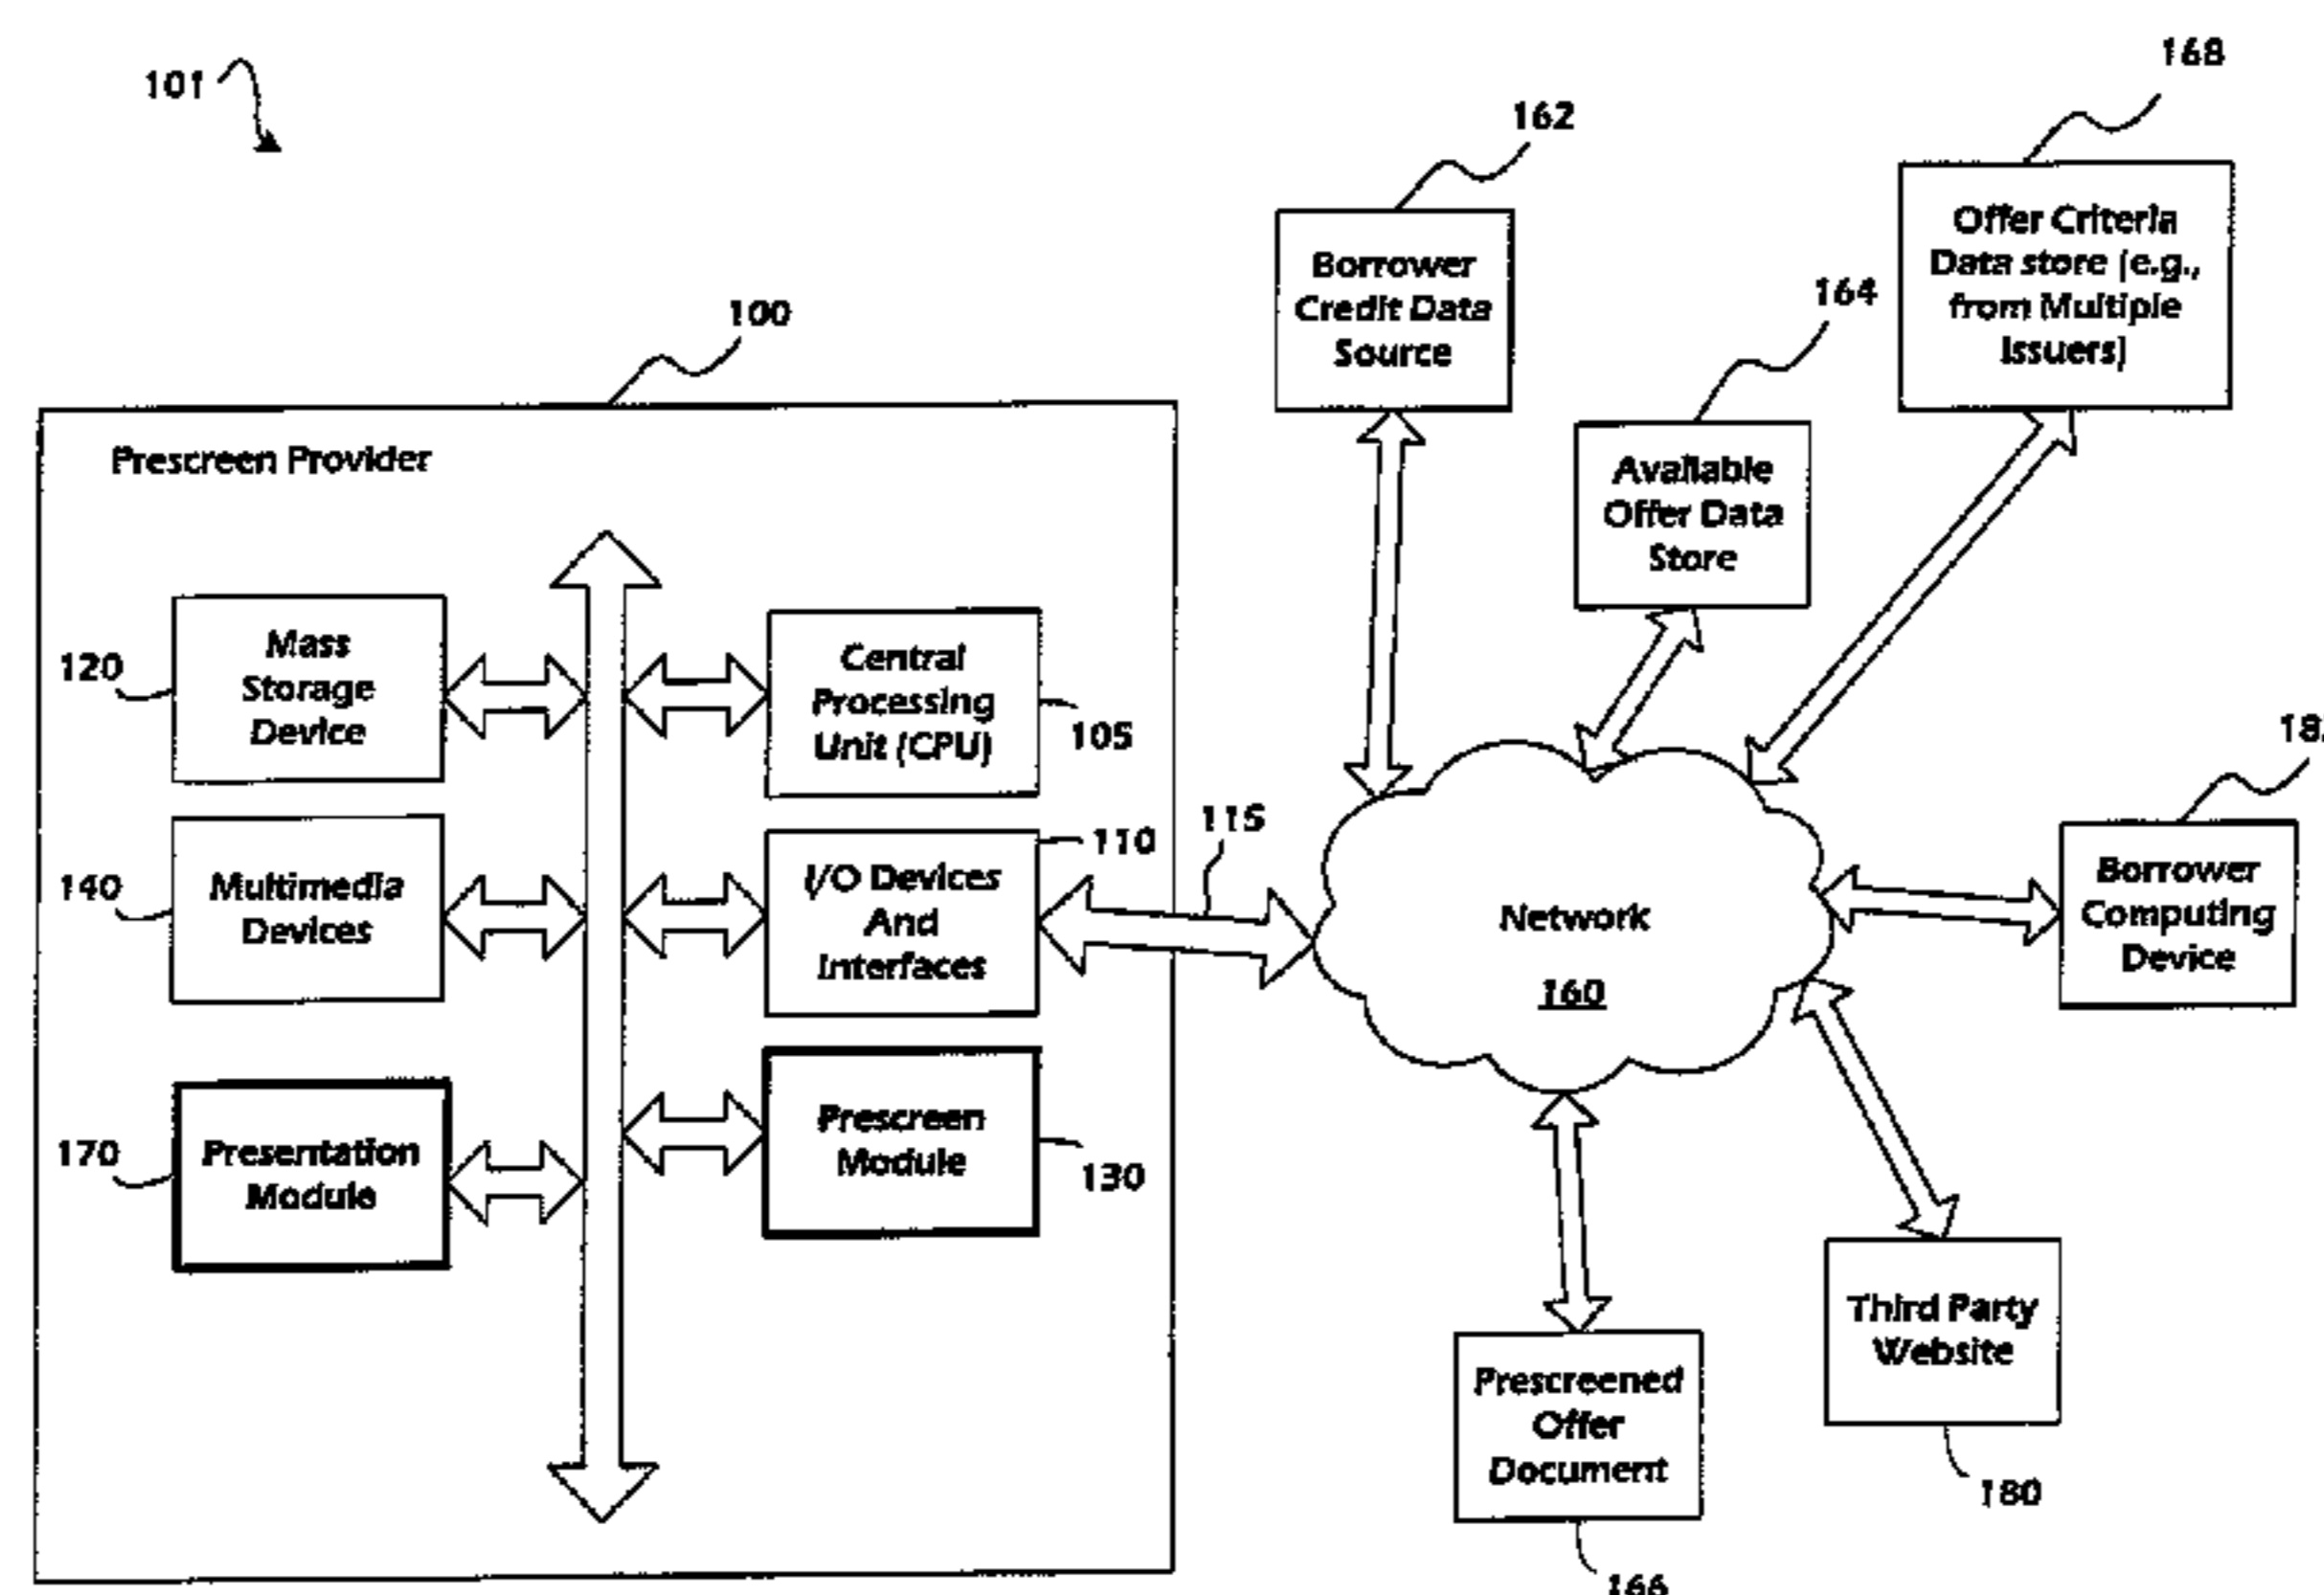 101
168
162
Offer Criteria
Data store (e.g.,
from Multiple
Issuers)
Borrower
Credit Data
Source
164
100
Available
Offer Data
Store
Prescreen Provider
120
Mass
Storage
Device
Central
Processing
Unit (CPU)
105
140
Multimedia
Devices
110
I/O Devices
And
Interfaces
115
Network
160
Borrower
Computing
Device
170
Presentation
Module
Prescreen
Module
130
Third Party
Website
180
Prescreened
Offer
Document
166